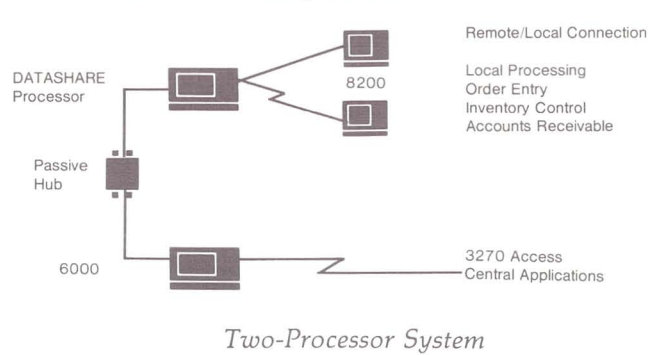 Remote/Local Connection
DATASHARE
Processor
8200
Local Processing
Order Entry
Inventory Control
Accounts Receivable
Passive
Hub
6000
3270 Access
Central Applications
Two-Processor System